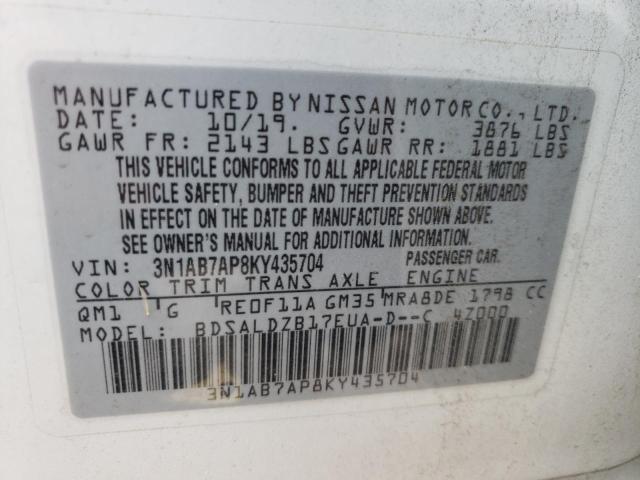 MANUFACTURED BY NISSAN MOTOR CO., LTD.
DATE: 10/19. GVWR: 3876 LBS
GAWR FR: 2143 LBS GAWR RR: 1881 LBS
THIS VEHICLE CONFORMS TO ALL APPLICABLE FEDERAL MOTOR
VEHICLE SAFETY, BUMPER AND THEFT PREVENTION STANDARDS
IN EFFECT ON THE DATE OF MANUFACTURE SHOWN ABOVE.
SEE OWNER'S MANUAL FOR ADDITIONAL INFORMATION.
VIN: 3N1AB7AP8KY435704 PASSENGER CAR.
COLOR TRIM TRANS AXLE ENGINE
QM1 G RE0F11A GM35 MRA8DE 1798 CC
MODEL: BDSALDZB17EUA-D--C 4Z000
3N1AB7AP8KY435704